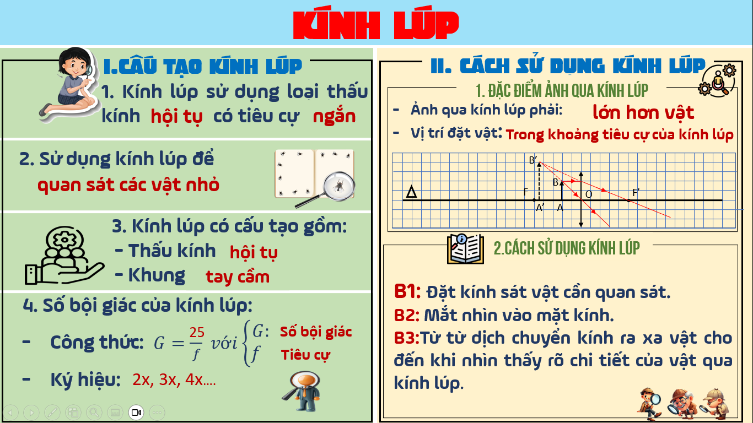 KÍNH LÚP
I.CẤU TẠO KÍNH LÚP
1. Kính lúp sử dụng loại thấu
kính hội tụ có tiêu cự ngắn
2. Sử dụng kính lúp để
quan sát các vật nhỏ
3. Kính lúp có cấu tạo gồm:
- Thấu kính hội tụ
- Khung tay cầm
4. Số bội giác của kính lúp:
- Công thức: G = 25/f với { G: Số bội giác
f Tiêu cự
- Ký hiệu: 2x, 3x, 4x....
II. CÁCH SỬ DỤNG KÍNH LÚP
1. ĐẶC ĐIỂM ẢNH QUA KÍNH LÚP
- Ảnh qua kính lúp phải: lớn hơn vật
- Vị trí đặt vật: Trong khoảng tiêu cự của kính lúp
B'
B
Δ F O F'
A' A
2.CÁCH SỬ DỤNG KÍNH LÚP
B1: Đặt kính sát vật cần quan sát.
B2: Mắt nhìn vào mặt kính.
B3:Từ từ dịch chuyển kính ra xa vật cho
đến khi nhìn thấy rõ chi tiết của vật qua
kính lúp.